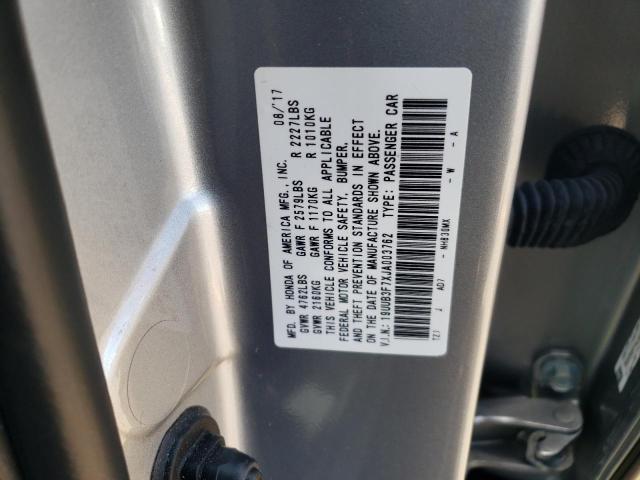 MFD. BY HONDA OF AMERICA MFG., INC. 08/'17
GVWR 4762LBS GAWR F 2579LBS R 2227LBS
GVWR 2160KG GAWR F 1170KG R 1010KG
THIS VEHICLE CONFORMS TO ALL APPLICABLE
FEDERAL MOTOR VEHICLE SAFETY, BUMPER,
AND THEFT PREVENTION STANDARDS IN EFFECT
ON THE DATE OF MANUFACTURE SHOWN ABOVE.
V.I.N.: 19UUB3F7XJA003762 TYPE: PASSENGER CAR
TZ7 J AD7 - NH830MX - W - A